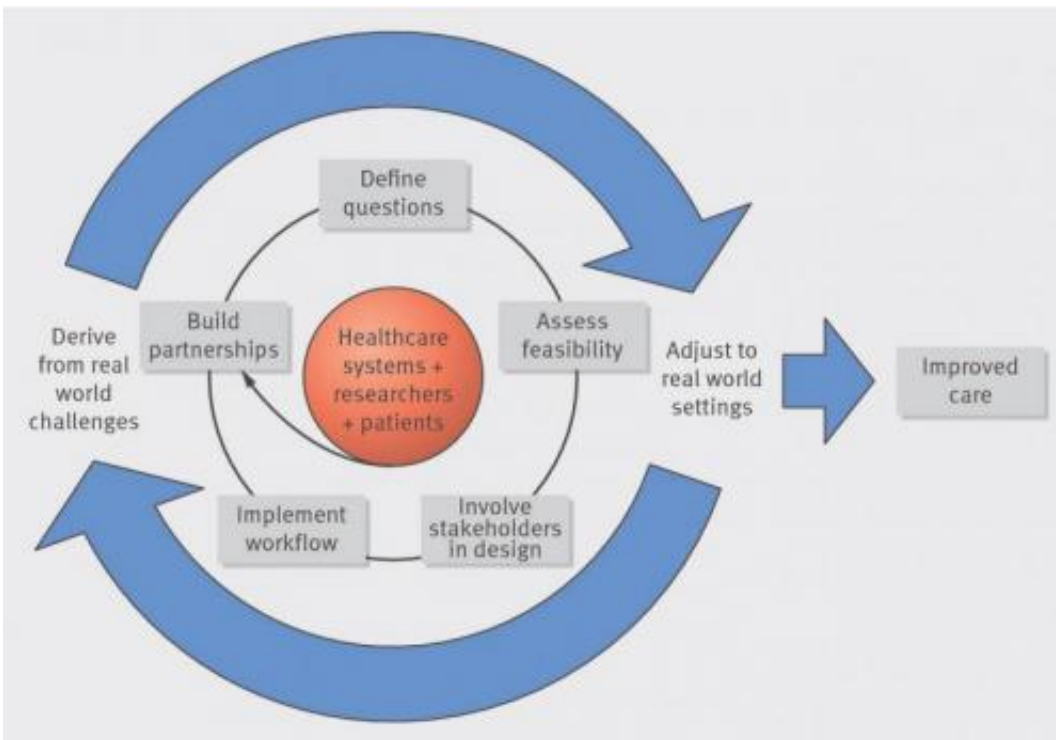 Define
questions
Build
partnerships
Healthcare
systems +
researchers
+ patients
Assess
feasibility
Derive
from real
world
challenges
Adjust to
real world
settings
Improved
care
Implement
workflow
Involve
stakeholders
in design